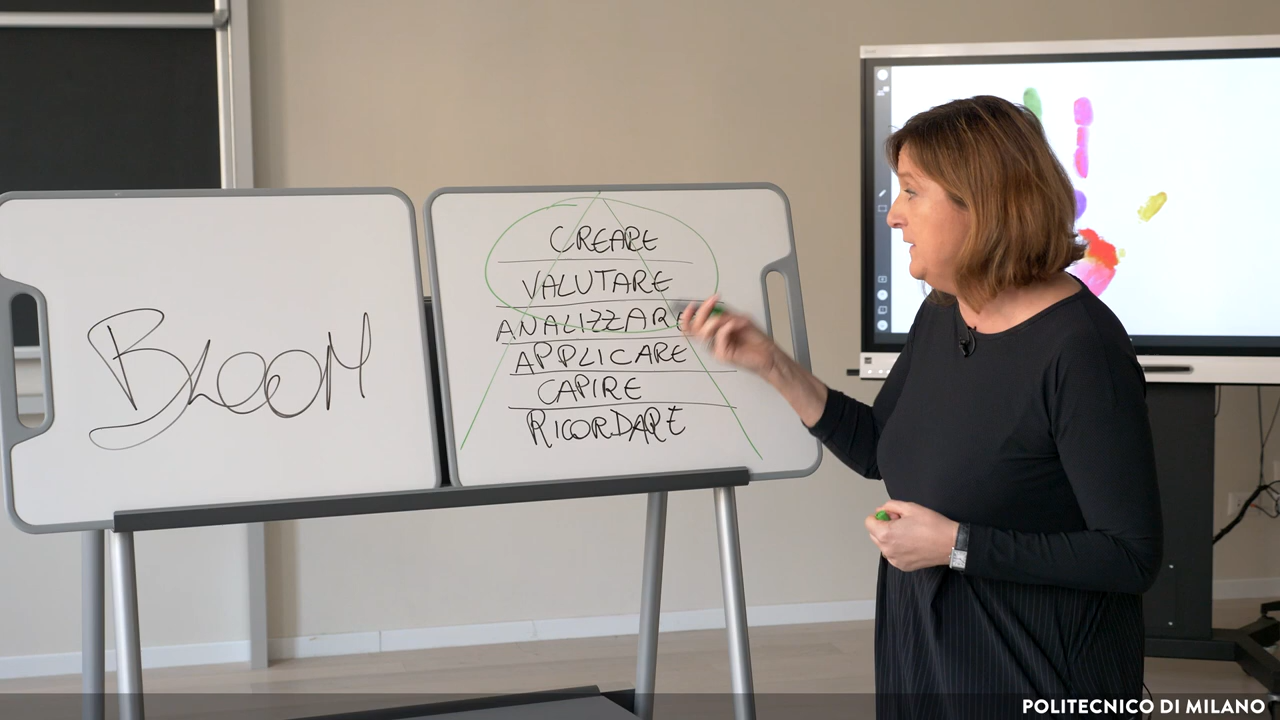 BLOOM
CREARE
VALUTARE
ANALIZZARE
APPLICARE
CAPIRE
RICORDARE
POLITECNICO DI MILANO